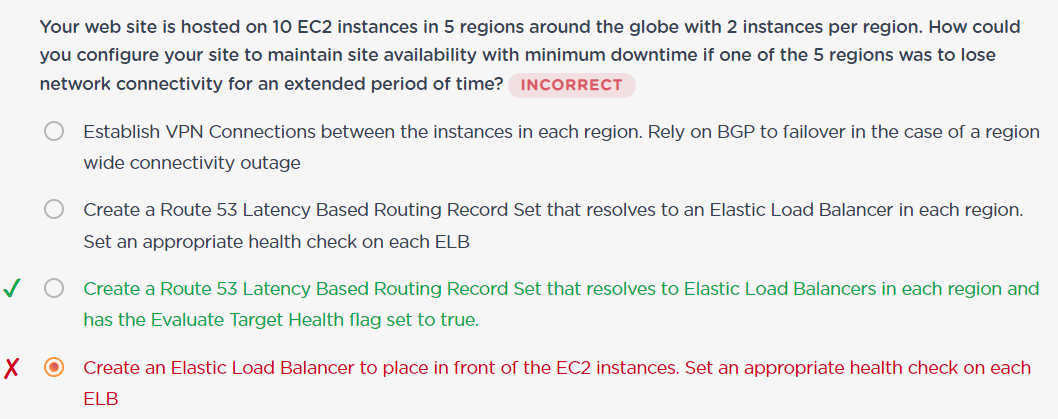 Your web site is hosted on 10 EC2 instances in 5 regions around the globe with 2 instances per region. How could
you configure your site to maintain site availability with minimum downtime if one of the 5 regions was to lose
network connectivity for an extended period of time? INCORRECT
Establish VPN Connections between the instances in each region. Rely on BGP to failover in the case of a region
wide connectivity outage
Create a Route 53 Latency Based Routing Record Set that resolves to an Elastic Load Balancer in each region.
Set an appropriate health check on each ELB
Create a Route 53 Latency Based Routing Record Set that resolves to Elastic Load Balancers in each region and
has the Evaluate Target Health flag set to true.
Create an Elastic Load Balancer to place in front of the EC2 instances. Set an appropriate health check on each
ELB